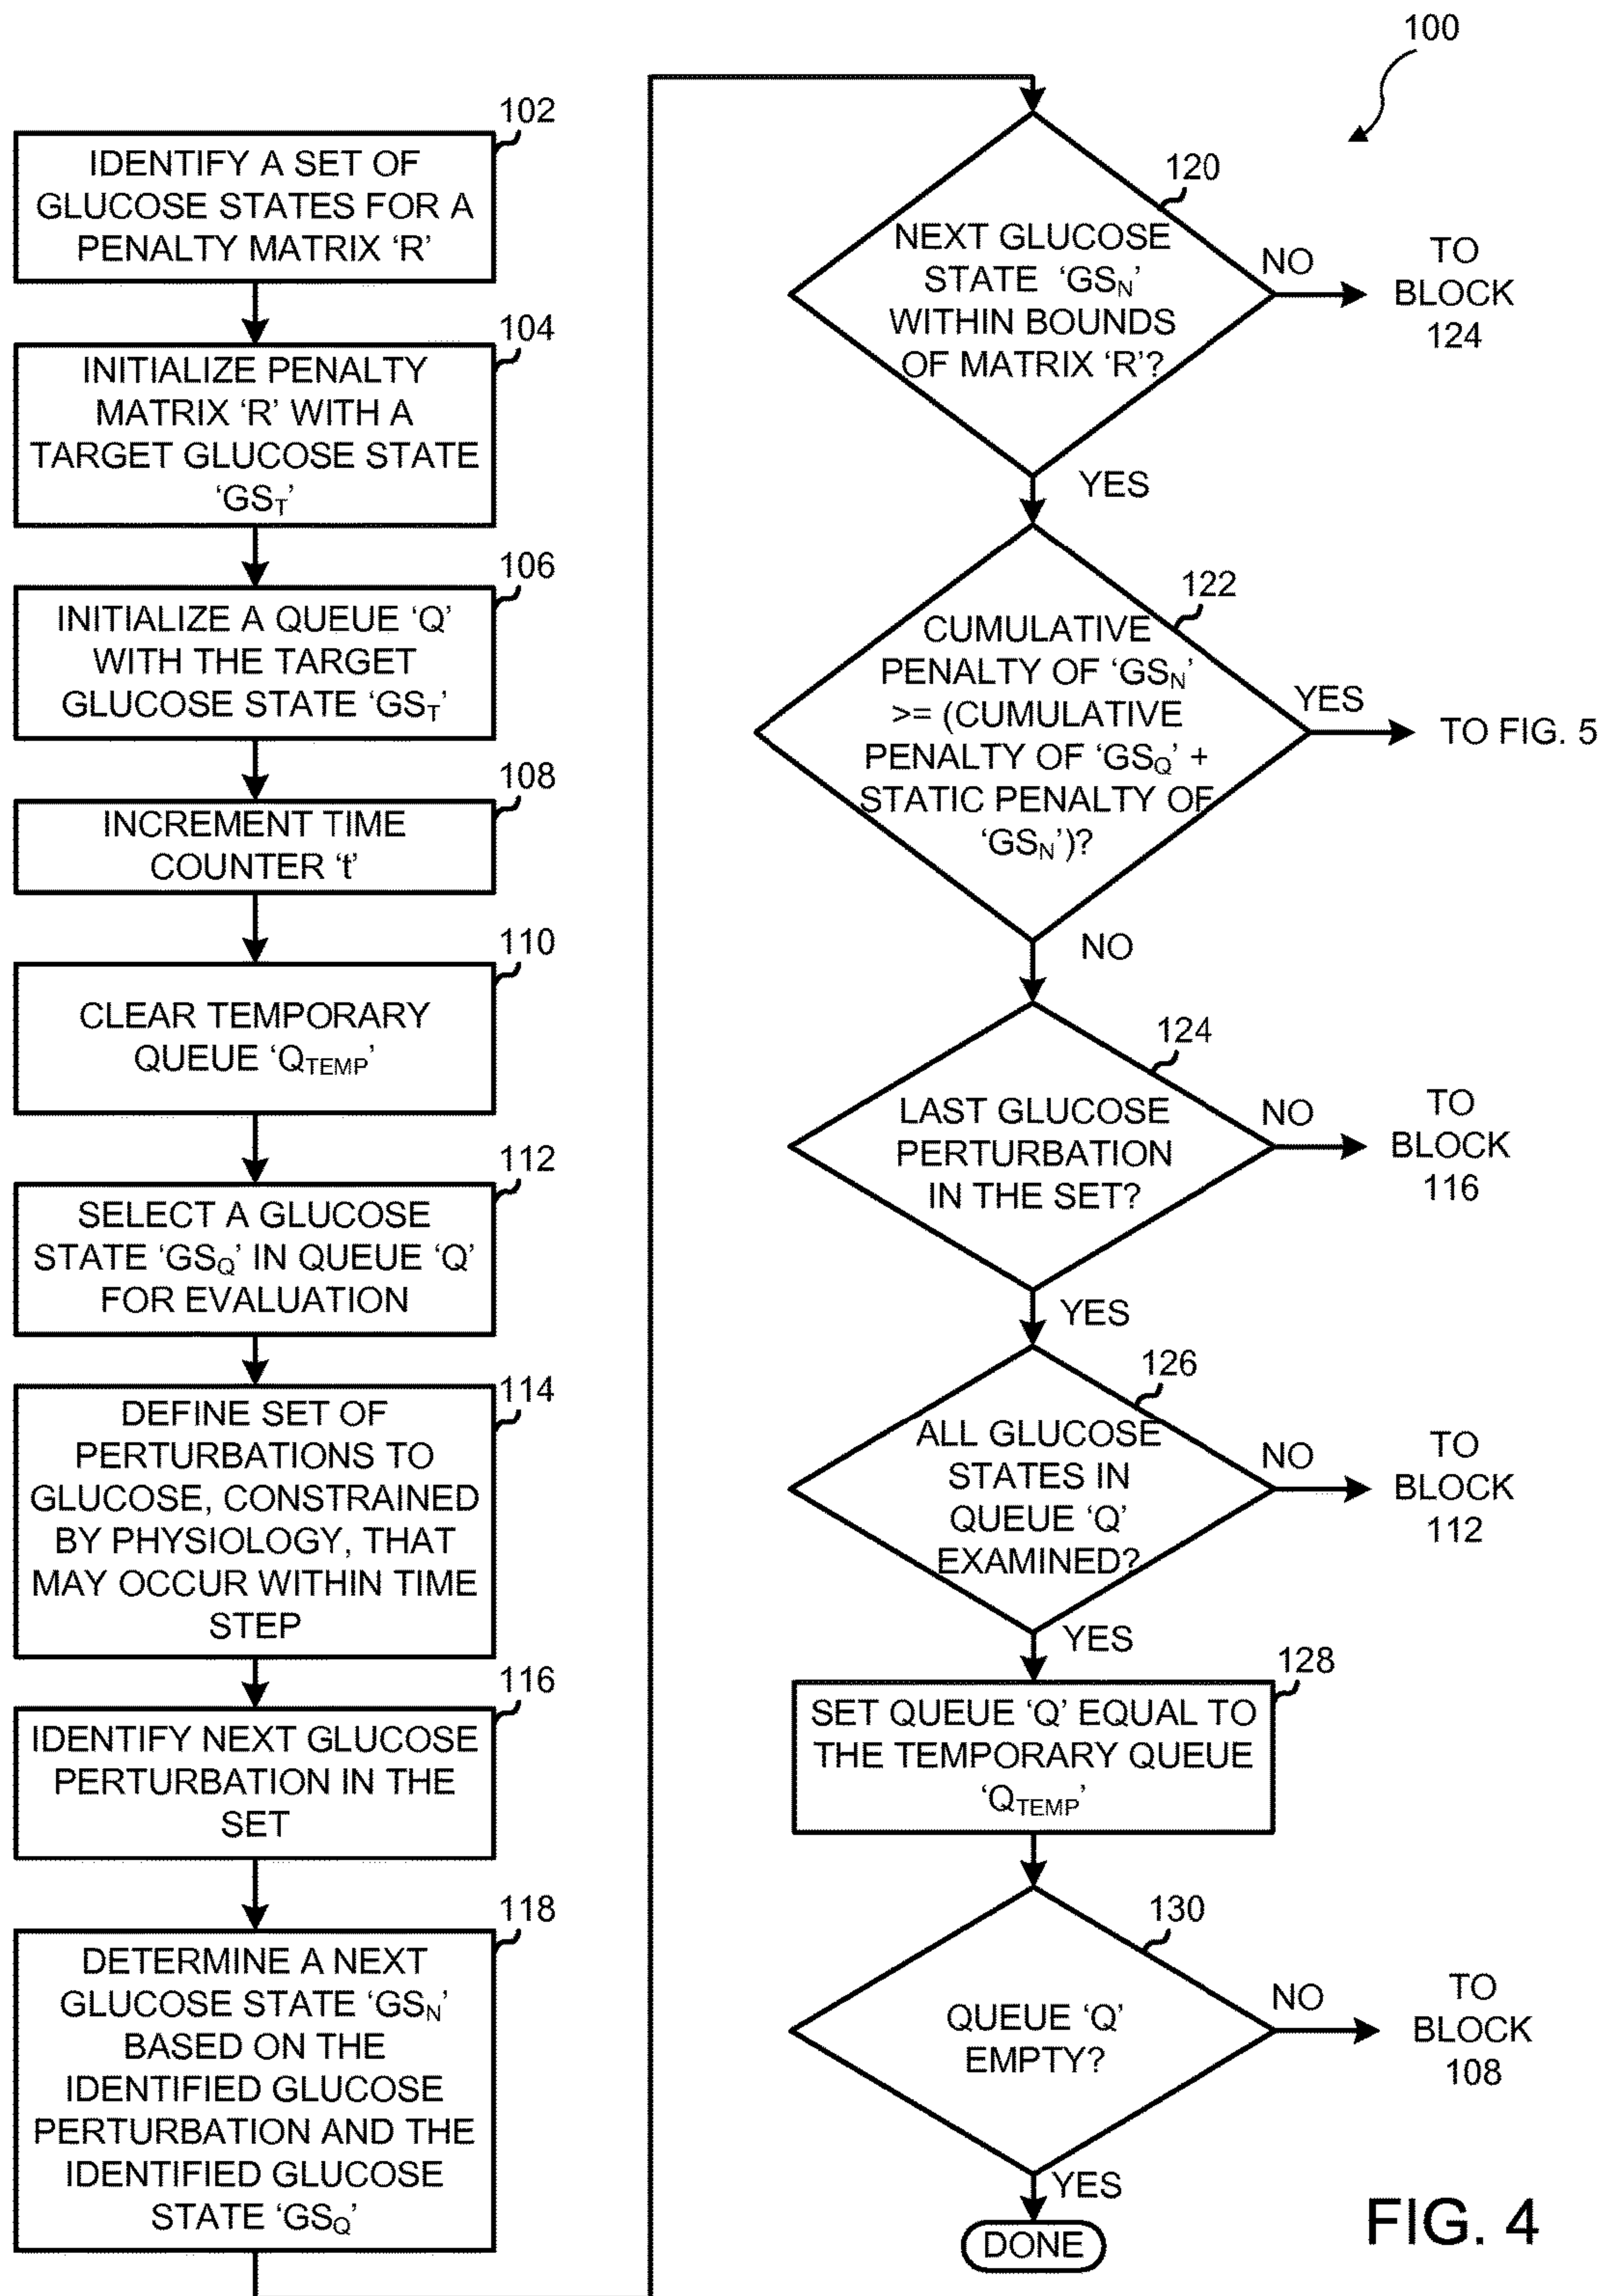 100
102
IDENTIFY A SET OF
GLUCOSE STATES FOR A
PENALTY MATRIX ‘R’
104
INITIALIZE PENALTY
MATRIX ‘R’ WITH A
TARGET GLUCOSE STATE
‘GST’
106
INITIALIZE A QUEUE ‘Q’
WITH THE TARGET
GLUCOSE STATE ‘GST’
108
INCREMENT TIME
COUNTER ‘t’
110
CLEAR TEMPORARY
QUEUE ‘QTEMP’
112
SELECT A GLUCOSE
STATE ‘GSQ’ IN QUEUE ‘Q’
FOR EVALUATION
114
DEFINE SET OF
PERTURBATIONS TO
GLUCOSE, CONSTRAINED
BY PHYSIOLOGY, THAT
MAY OCCUR WITHIN TIME
STEP
116
IDENTIFY NEXT GLUCOSE
PERTURBATION IN THE
SET
118
DETERMINE A NEXT
GLUCOSE STATE ‘GSN’
BASED ON THE
IDENTIFIED GLUCOSE
PERTURBATION AND THE
IDENTIFIED GLUCOSE
STATE ‘GSQ’
120
NEXT GLUCOSE
STATE ‘GSN’
WITHIN BOUNDS
OF MATRIX ‘R’?
NO
TO
BLOCK
124
YES
122
CUMULATIVE
PENALTY OF ‘GSN’
>= (CUMULATIVE
PENALTY OF ‘GSQ’ +
STATIC PENALTY OF
‘GSN’)?
YES
TO FIG. 5
NO
124
LAST GLUCOSE
PERTURBATION
IN THE SET?
NO
TO
BLOCK
116
YES
126
ALL GLUCOSE
STATES IN
QUEUE ‘Q’
EXAMINED?
NO
TO
BLOCK
112
YES
128
SET QUEUE ‘Q’ EQUAL TO
THE TEMPORARY QUEUE
‘QTEMP’
130
QUEUE ‘Q’
EMPTY?
NO
TO
BLOCK
108
YES
DONE
FIG. 4